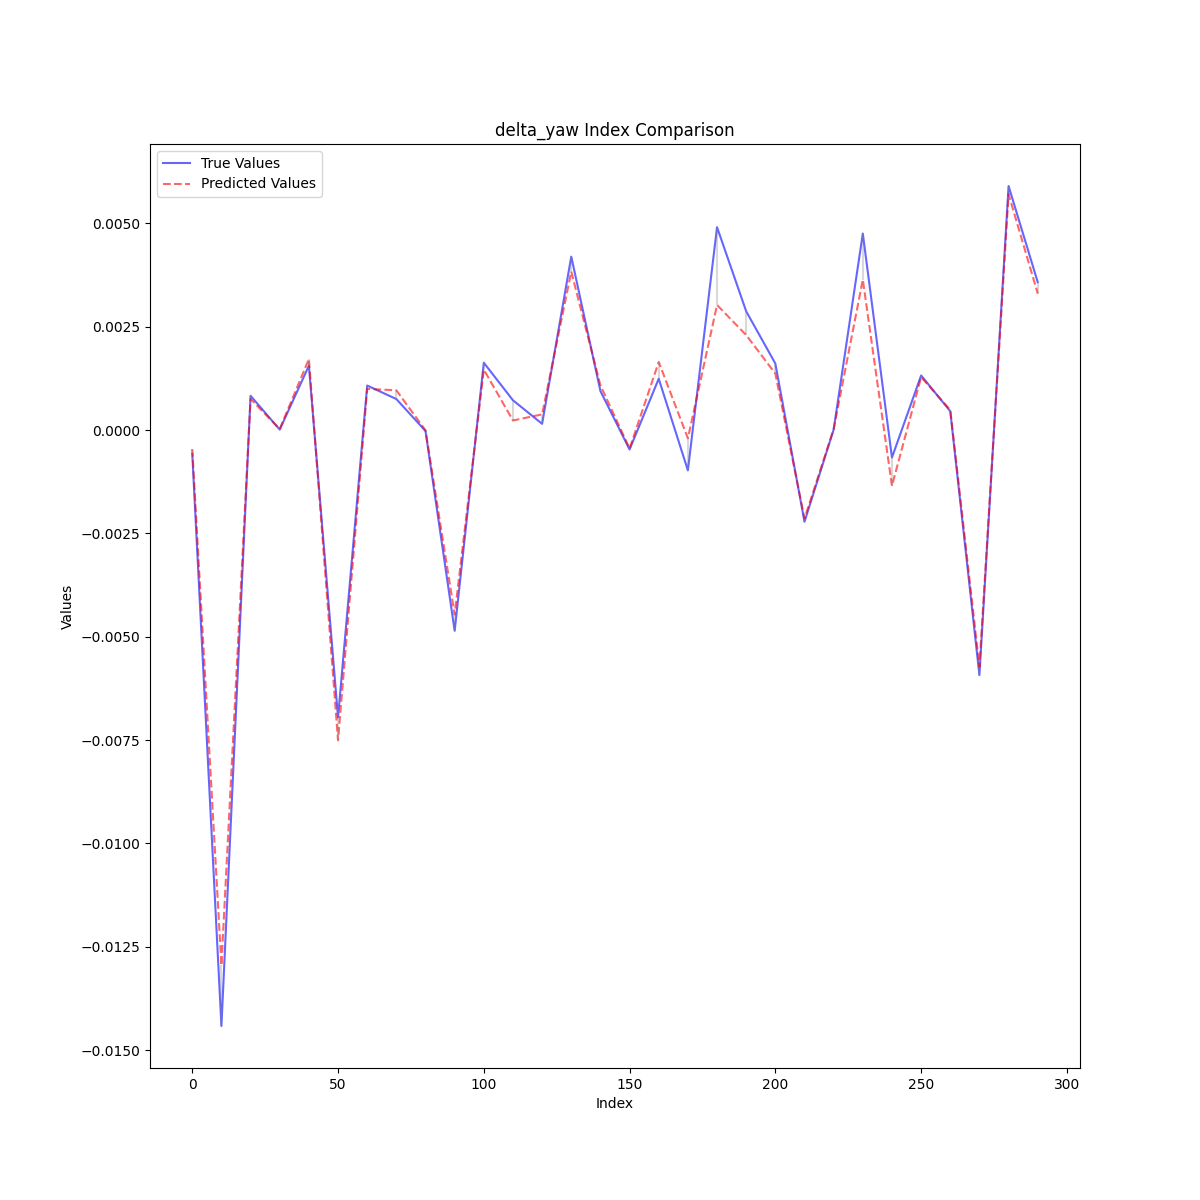 delta_yaw Index Comparison
True Values
Predicted Values
0.0050
0.0025
0.0000
−0.0025
−0.0050
−0.0075
−0.0100
−0.0125
−0.0150
Values
0 50 100 150 200 250 300
Index